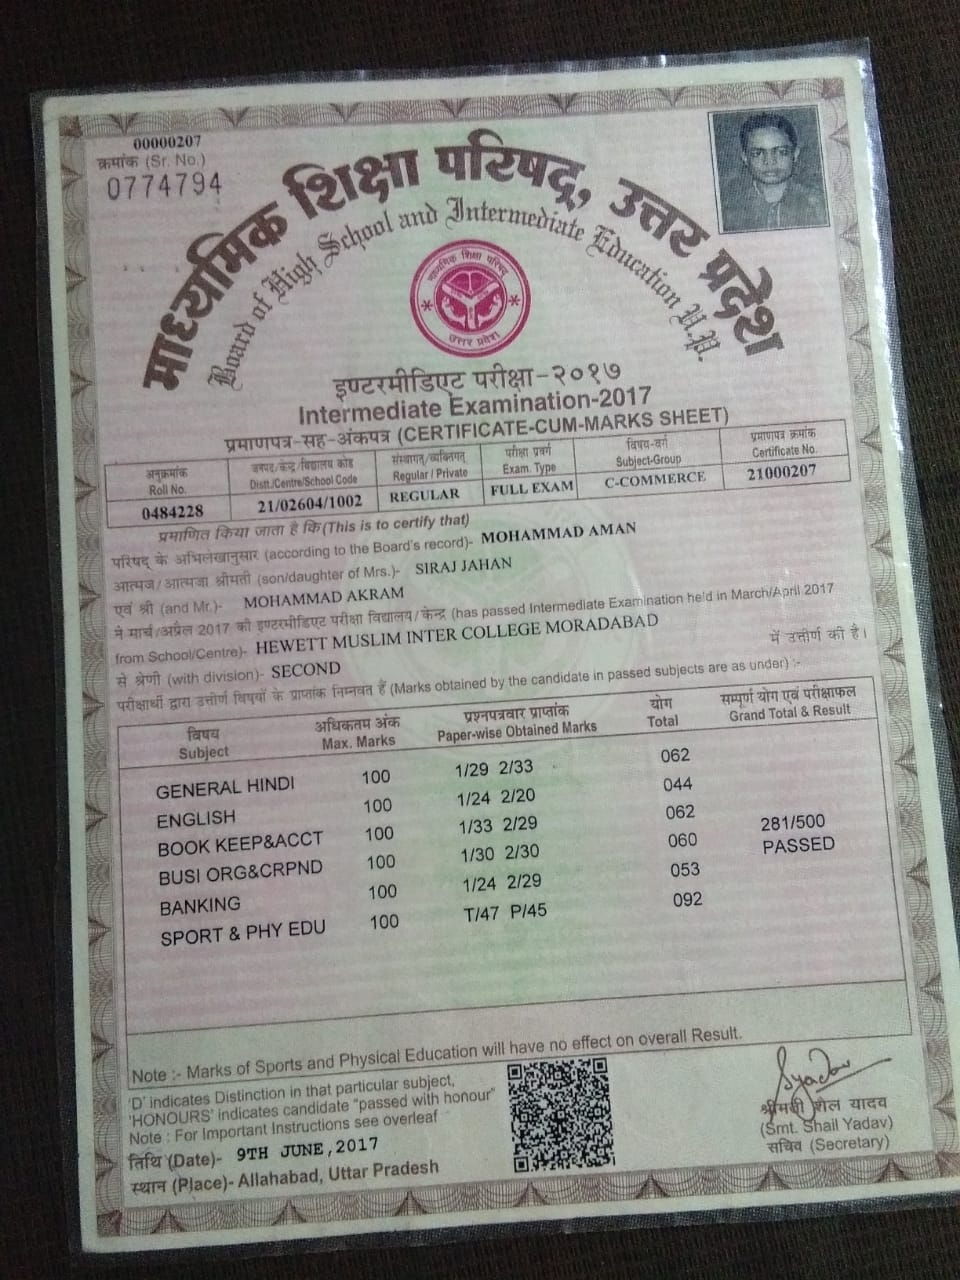 00000207
क्रमांक (Sr. No.)
0774794
माध्यमिक शिक्षा परिषद्, उत्तर प्रदेश
Board of High School and Intermediate Education U.P.
माध्यमिक शिक्षा परिषद्
उत्तर प्रदेश
इण्टरमीडिएट परीक्षा-२०१७
Intermediate Examination-2017
प्रमाणपत्र-सह-अंकपत्र (CERTIFICATE-CUM-MARKS SHEET)
अनुक्रमांक जनपद/केन्द्र/विद्यालय कोड संस्थागत/व्यक्तिगत परीक्षा प्रवर्ग विषय-वर्ग प्रमाणपत्र क्रमांक
Roll No. Distt./Centre/School Code Regular / Private Exam. Type Subject-Group Certificate No.
0484228 21/02604/1002 REGULAR FULL EXAM C-COMMERCE 21000207
प्रमाणित किया जाता है कि(This is to certify that)
परिषद् के अभिलेखानुसार (according to the Board's record)- MOHAMMAD AMAN
आत्मज/आत्मजा श्रीमती (son/daughter of Mrs.)- SIRAJ JAHAN
एवं श्री (and Mr.)- MOHAMMAD AKRAM
ने मार्च/अप्रैल 2017 की इण्टरमीडिएट परीक्षा विद्यालय/केन्द्र (has passed Intermediate Examination held in March/April 2017
from School/Centre)- HEWETT MUSLIM INTER COLLEGE MORADABAD
से श्रेणी (with division)- SECOND में उत्तीर्ण की है।
परीक्षार्थी द्वारा उत्तीर्ण विषयों के प्राप्तांक निम्नवत हैं (Marks obtained by the candidate in passed subjects are as under) :-
विषय अधिकतम अंक प्रश्नपत्रवार प्राप्तांक योग सम्पूर्ण योग एवं परीक्षाफल
Subject Max. Marks Paper-wise Obtained Marks Total Grand Total & Result
GENERAL HINDI 100 1/29 2/33 062
ENGLISH 100 1/24 2/20 044
BOOK KEEP&ACCT 100 1/33 2/29 062
281/500
BUSI ORG&CRPND 100 1/30 2/30 060
PASSED
BANKING 100 1/24 2/29 053
SPORT & PHY EDU 100 T/47 P/45 092
Note :- Marks of Sports and Physical Education will have no effect on overall Result.
'D' indicates Distinction in that particular subject,
'HONOURS' indicates candidate "passed with honour"
Note : For Important Instructions see overleaf
तिथि (Date)- 9TH JUNE,2017
स्थान (Place)- Allahabad, Uttar Pradesh
SYadav
श्रीमती शैल यादव
(Smt. Shail Yadav)
सचिव (Secretary)